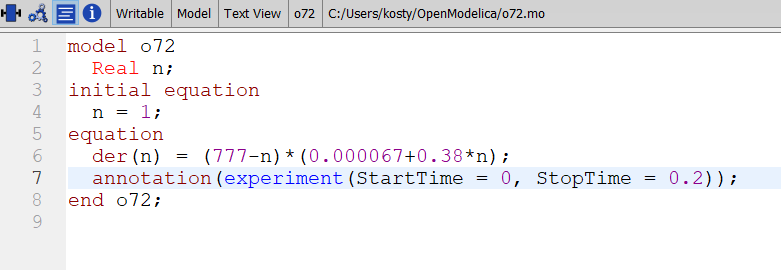 Writable Model Text View o72 C:/Users/kosty/OpenModelica/o72.mo
1 model o72
2   Real n;
3 initial equation
4   n = 1;
5 equation
6   der(n) = (777-n)*(0.000067+0.38*n);
7   annotation(experiment(StartTime = 0, StopTime = 0.2));
8 end o72;
9